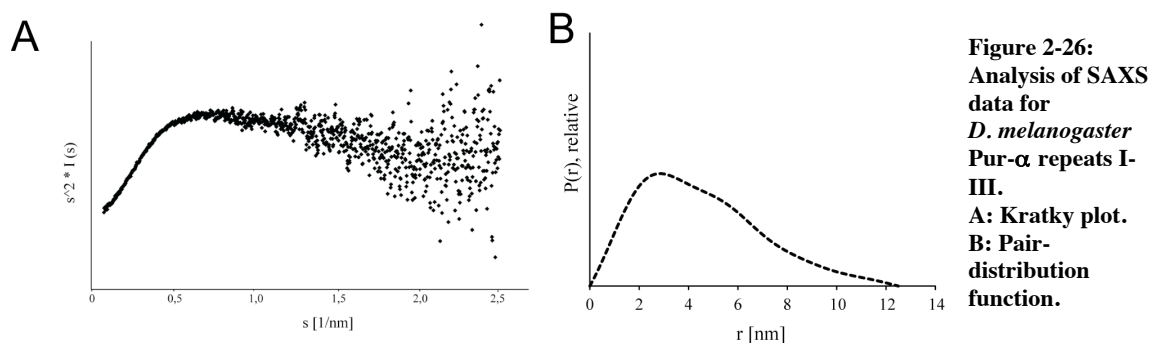 A
s^2 * I (s)
0 0,5 1,0 1,5 2,0 2,5
s [1/nm]
B
P(r), relative
0 2 4 6 8 10 12 14
r [nm]
Figure 2-26:
Analysis of SAXS
data for
D. melanogaster
Pur-α repeats I-
III.
A: Kratky plot.
B: Pair-
distribution
function.